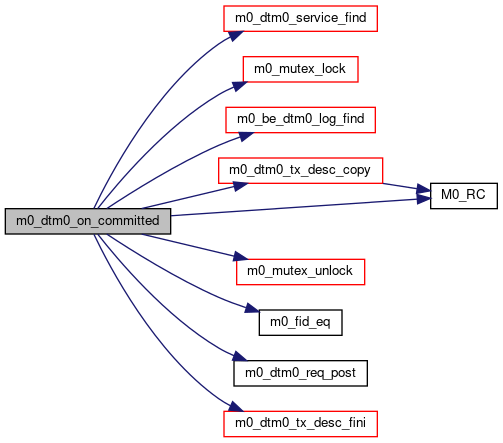 m0_dtm0_service_find
m0_mutex_lock
m0_be_dtm0_log_find
m0_dtm0_tx_desc_copy
M0_RC
m0_dtm0_on_committed
m0_mutex_unlock
m0_fid_eq
m0_dtm0_req_post
m0_dtm0_tx_desc_fini